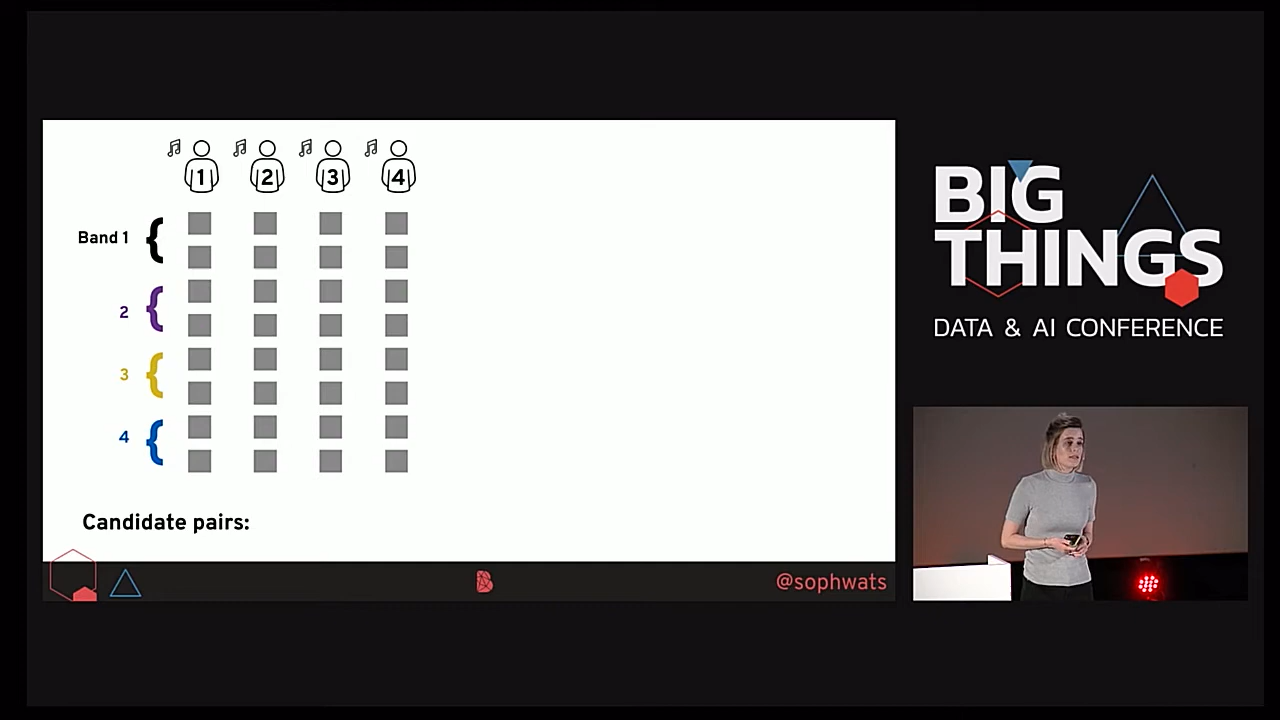 1 2 3 4
Band 1
2
3
4
Candidate pairs:
@sophwats
BIG
THINGS
DATA & AI CONFERENCE